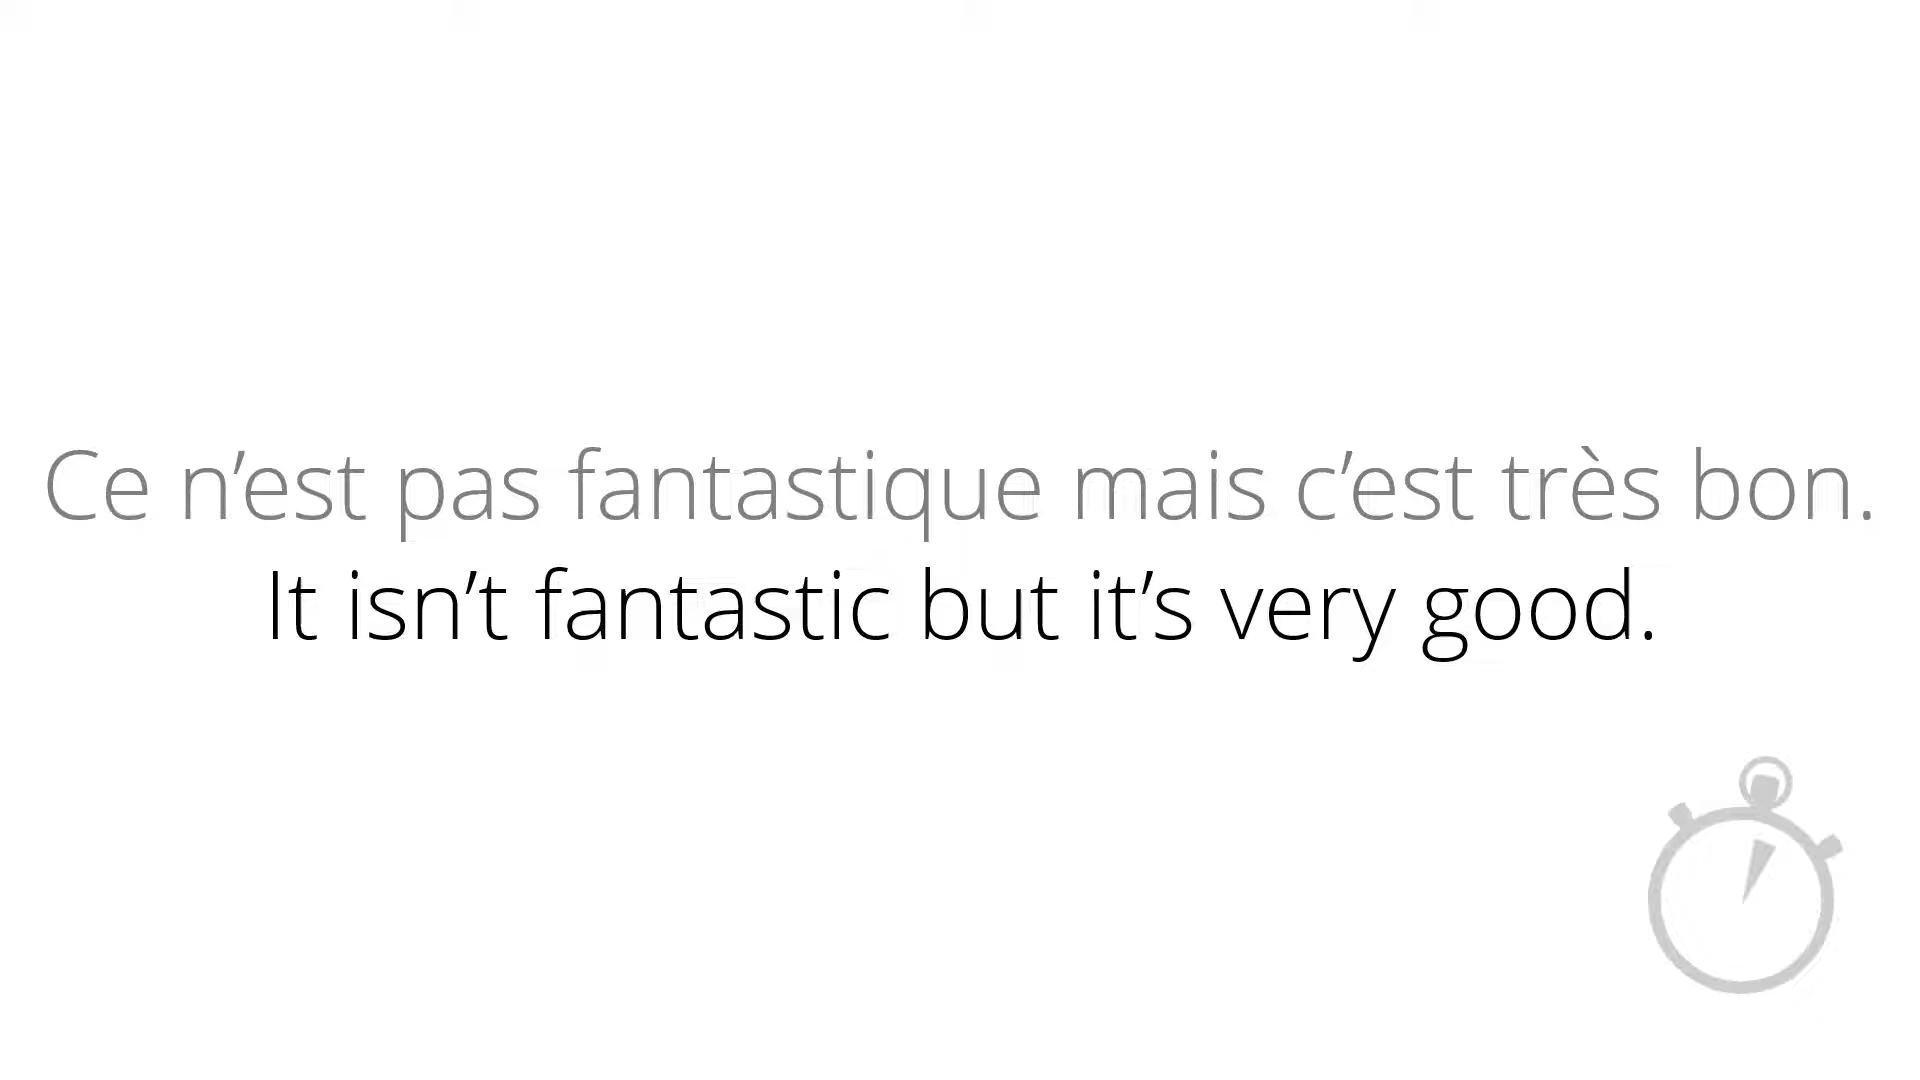 Ce n’est pas fantastique mais c’est très bon.
It isn’t fantastic but it’s very good.